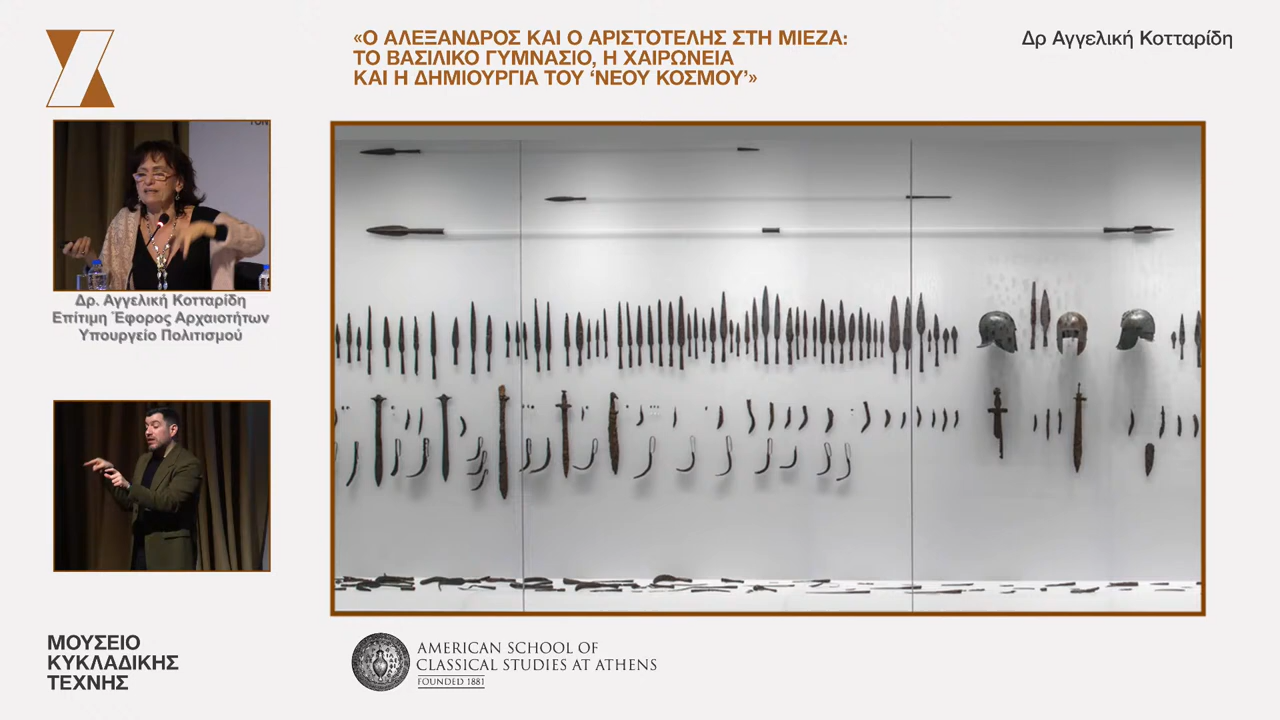 «Ο ΑΛΕΞΑΝΔΡΟΣ ΚΑΙ Ο ΑΡΙΣΤΟΤΕΛΗΣ ΣΤΗ ΜΙΕΖΑ:
ΤΟ ΒΑΣΙΛΙΚΟ ΓΥΜΝΑΣΙΟ, Η ΧΑΙΡΩΝΕΙΑ
ΚΑΙ Η ΔΗΜΙΟΥΡΓΙΑ ΤΟΥ ‘ΝΕΟΥ ΚΟΣΜΟΥ’»
Δρ Αγγελική Κοτταρίδη
ΤΩΝ
Δρ. Αγγελική Κοτταρίδη
Επίτιμη Έφορος Αρχαιοτήτων
Υπουργείο Πολιτισμού
ΜΟΥΣΕΙΟ
ΚΥΚΛΑΔΙΚΗΣ
ΤΕΧΝΗΣ
AMERICAN SCHOOL OF
CLASSICAL STUDIES AT ATHENS
FOUNDED 1881